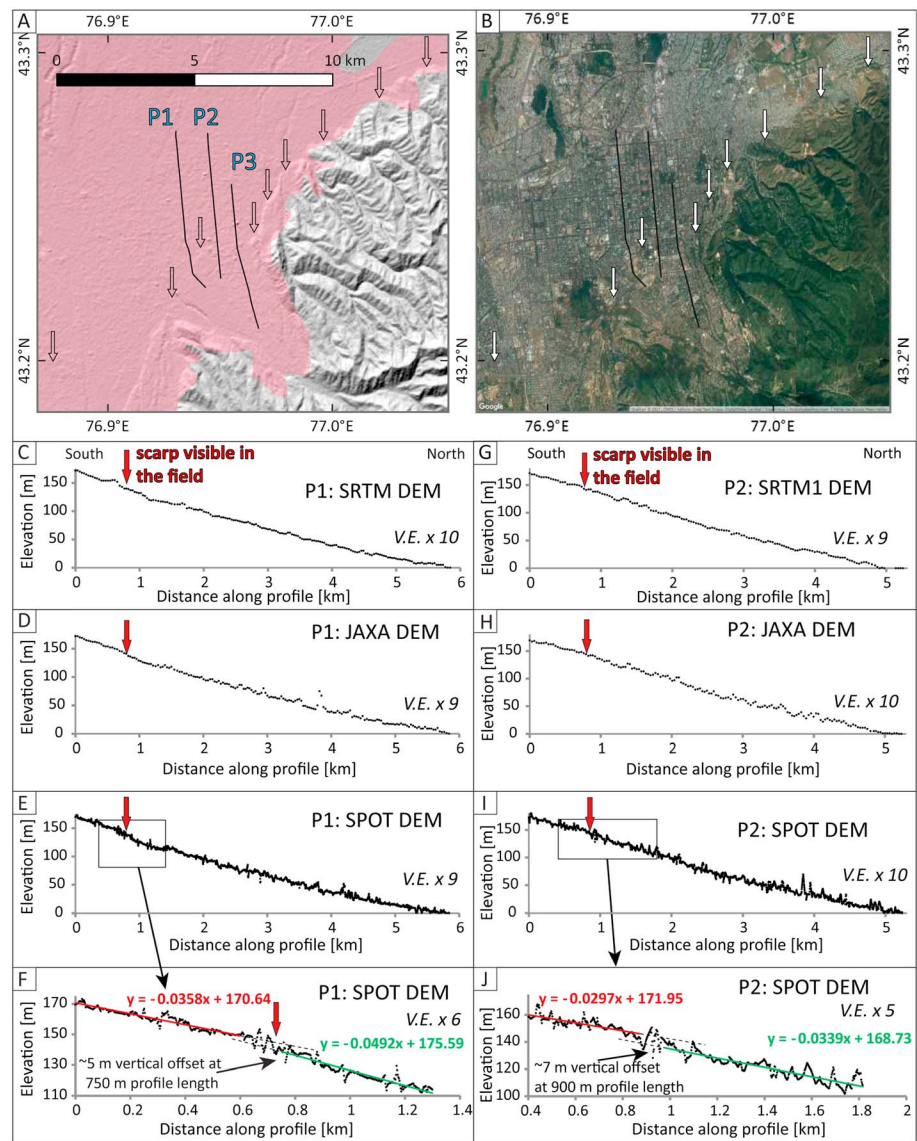 76.9°E 77.0°E
76.9°E 77.0°E
A
B
43.3°N
43.3°N
0 5 10 km
P1
P2
P3
43.2°N
43.2°N
Google
76.9°E 77.0°E
76.9°E 77.0°E
C
South
scarp visible in
the field
North
P1: SRTM DEM
V.E. x 10
Elevation [m]
150
100
50
0
0 1 2 3 4 5 6
Distance along profile [km]
G
South
scarp visible in
the field
North
P2: SRTM1 DEM
V.E. x 9
Elevation [m]
150
100
50
0
0 1 2 3 4 5
Distance along profile [km]
D
P1: JAXA DEM
V.E. x 9
Elevation [m]
150
100
50
0
0 1 2 3 4 5 6
Distance along profile [km]
H
P2: JAXA DEM
V.E. x 10
Elevation [m]
150
100
50
0
0 1 2 3 4 5
Distance along profile [km]
E
P1: SPOT DEM
V.E. x 9
Elevation [m]
150
100
50
0
0 1 2 3 4 5 6
Distance along profile [km]
I
P2: SPOT DEM
V.E. x 10
Elevation [m]
150
100
50
0
0 1 2 3 4 5
Distance along profile [km]
F
P1: SPOT DEM
V.E. x 6
y = -0.0358x + 170.64
y = -0.0492x + 175.59
~5 m vertical offset at
750 m profile length
Elevation [m]
170
150
130
110
0 0.2 0.4 0.6 0.8 1 1.2 1.4
Distance along profile [km]
J
P2: SPOT DEM
V.E. x 5
y = -0.0297x + 171.95
y = -0.0339x + 168.73
~7 m vertical offset
at 900 m profile length
Elevation [m]
160
140
120
100
0.4 0.6 0.8 1 1.2 1.4 1.6 1.8 2
Distance along profile [km]